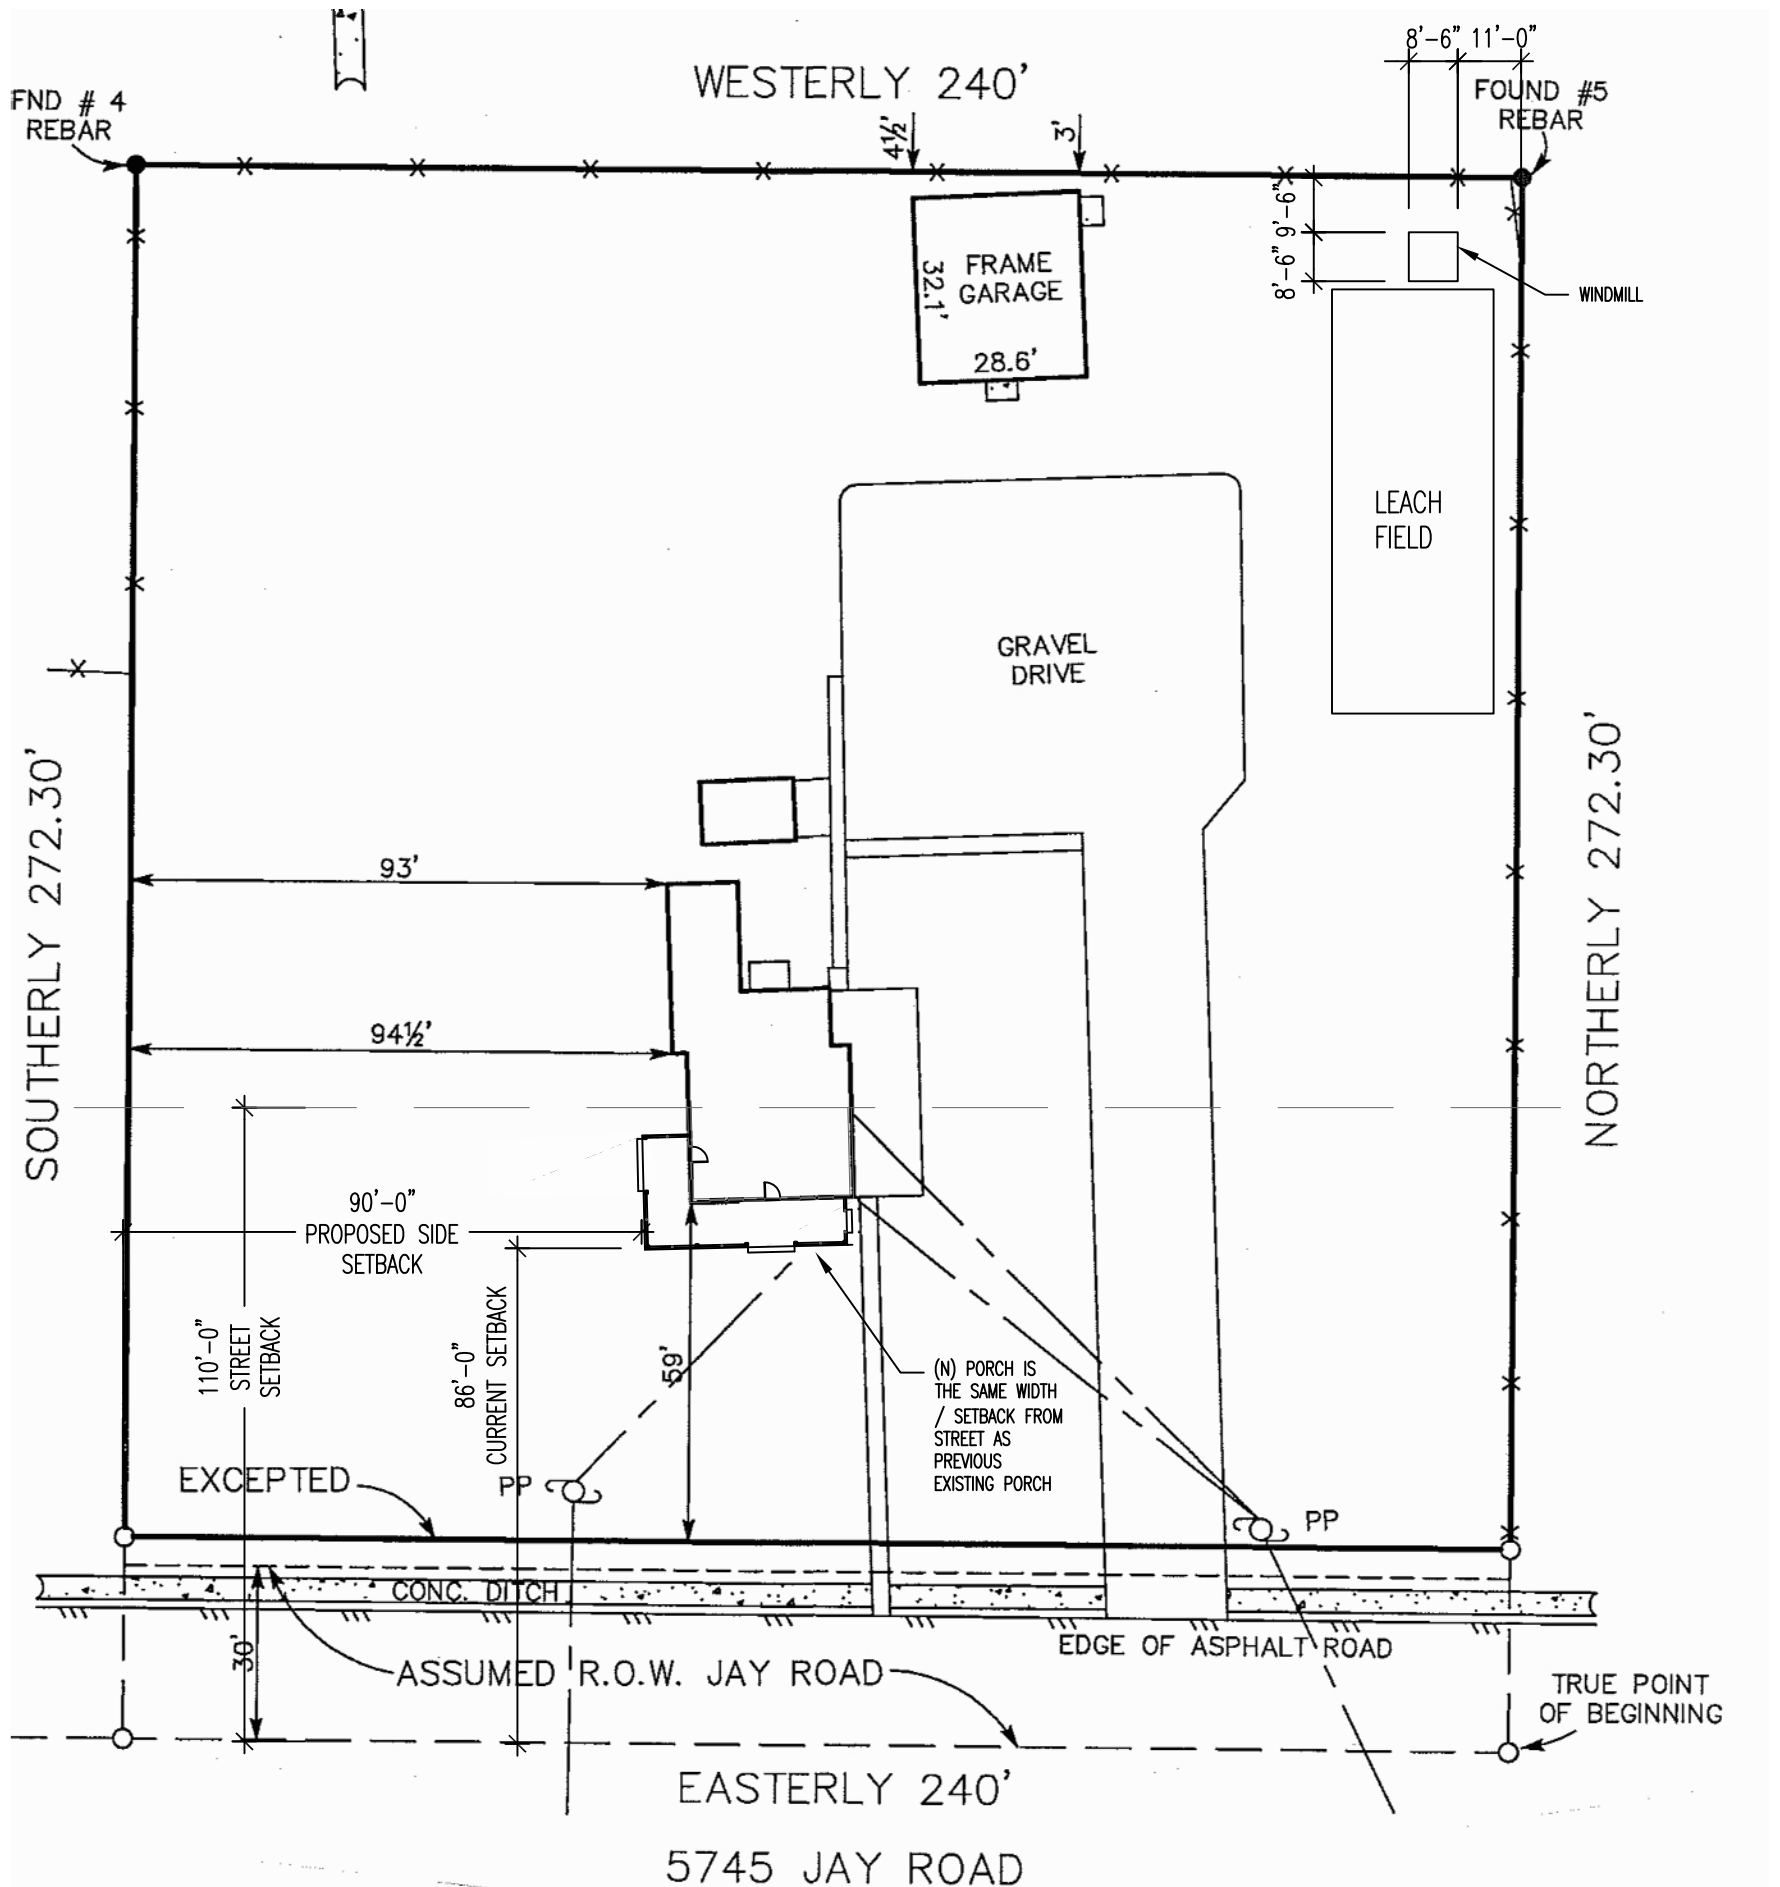 8'-6" 11'-0"
WESTERLY 240'
FND # 4
REBAR
FOUND #5
REBAR
4½'
3'
9'-6"
8'-6"
FRAME
GARAGE
32.1'
28.6'
WINDMILL
LEACH
FIELD
GRAVEL
DRIVE
SOUTHERLY 272.30'
NORTHERLY 272.30'
93'
94½'
90'-0"
PROPOSED SIDE
SETBACK
110'-0"
STREET
SETBACK
86'-0"
CURRENT SETBACK
59'
(N) PORCH IS
THE SAME WIDTH
/ SETBACK FROM
STREET AS
PREVIOUS
EXISTING PORCH
EXCEPTED
PP
PP
CONC. DITCH
30'
EDGE OF ASPHALT ROAD
ASSUMED R.O.W. JAY ROAD
TRUE POINT
OF BEGINNING
EASTERLY 240'
5745 JAY ROAD